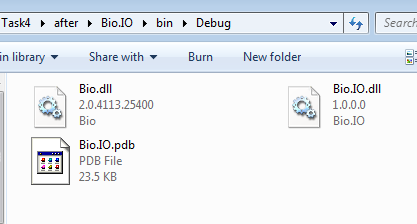 Task4 ▸ after ▸ Bio.IO ▸ bin ▸ Debug
in library Share with Burn New folder
Bio.dll
2.0.4113.25400
Bio
Bio.IO.dll
1.0.0.0
Bio.IO
Bio.IO.pdb
PDB File
23.5 KB